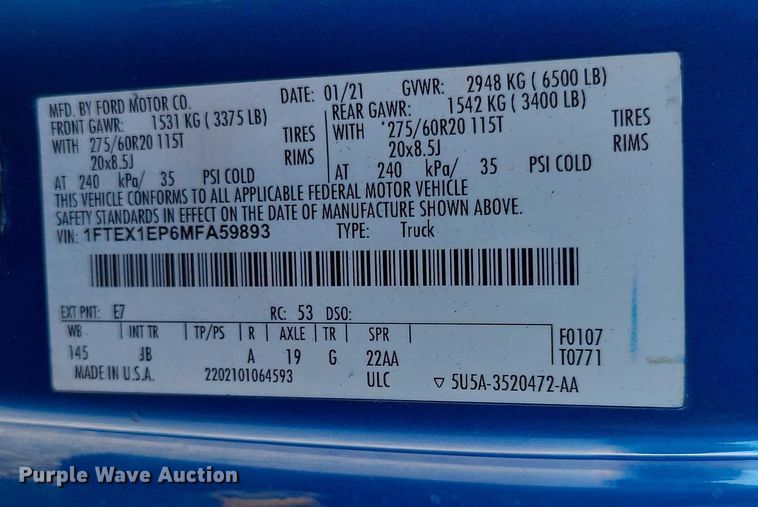 MFD. BY FORD MOTOR CO. DATE: 01/21 GVWR: 2948 KG ( 6500 LB)
FRONT GAWR: 1531 KG ( 3375 LB) REAR GAWR: 1542 KG ( 3400 LB)
WITH 275/60R20 115T TIRES WITH 275/60R20 115T TIRES
20x8.5J RIMS 20x8.5J RIMS
AT 240 kPa/ 35 PSI COLD AT 240 kPa/ 35 PSI COLD
THIS VEHICLE CONFORMS TO ALL APPLICABLE FEDERAL MOTOR VEHICLE
SAFETY STANDARDS IN EFFECT ON THE DATE OF MANUFACTURE SHOWN ABOVE.
VIN: 1FTEX1EP6MFA59893 TYPE: Truck
EXT PNT: E7 RC: 53 DSO:
WB INT TR TP/PS R AXLE TR SPR F0107
145 JB A 19 G 22AA T0771
MADE IN U.S.A. 2202101064593 ULC ▽ 5U5A-3520472-AA
Purple Wave Auction